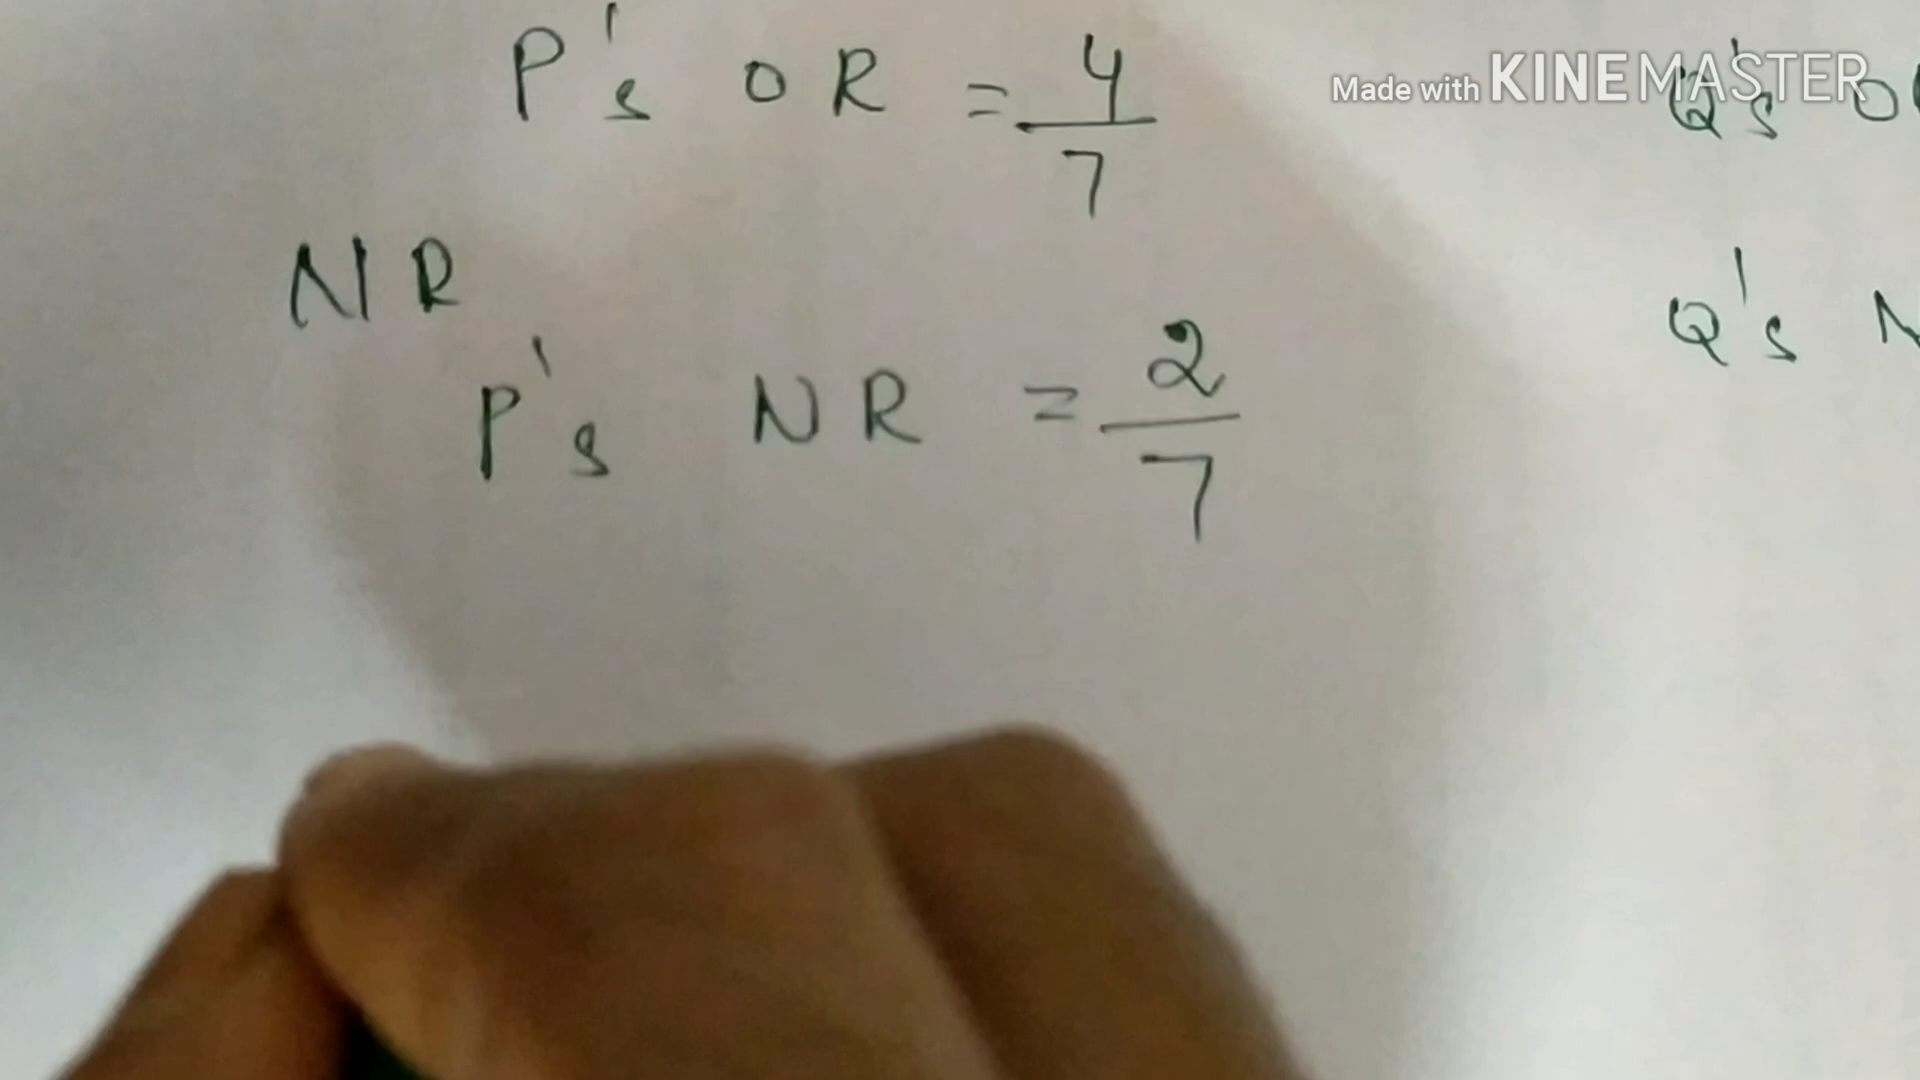 P's OR = 4/7
Made with KINEMASTER
Q's
NR
P's NR = 2/7
Q's N